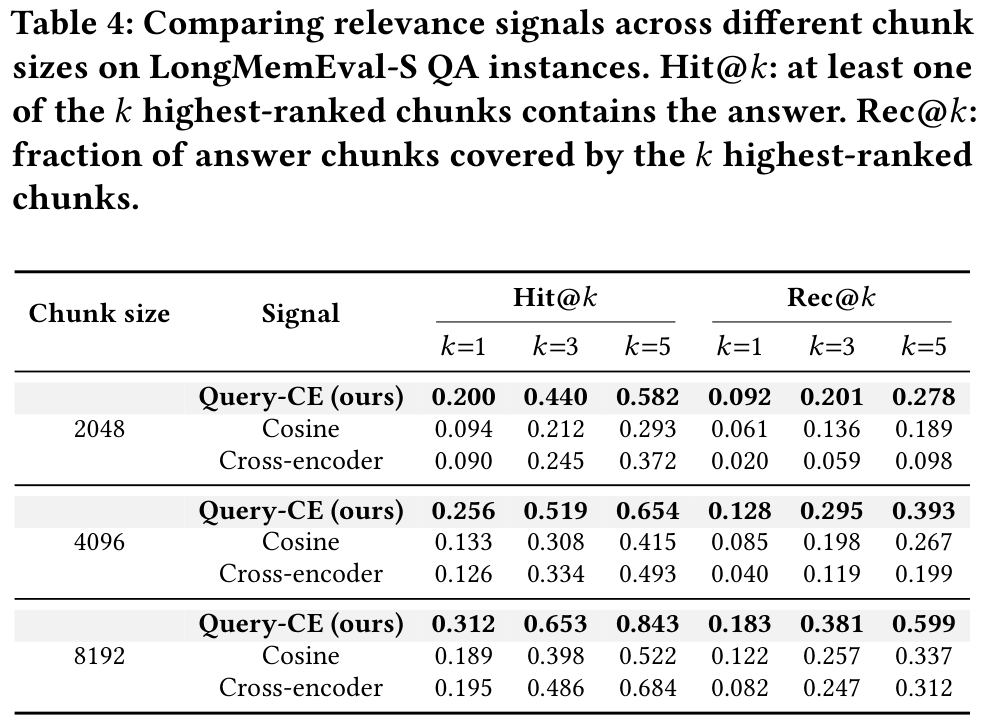 Table 4: Comparing relevance signals across different chunk
sizes on LongMemEval-S QA instances. Hit@k: at least one
of the k highest-ranked chunks contains the answer. Rec@k:
fraction of answer chunks covered by the k highest-ranked
chunks.
Chunk size Signal Hit@k Rec@k
k=1 k=3 k=5 k=1 k=3 k=5
Query-CE (ours) 0.200 0.440 0.582 0.092 0.201 0.278
2048 Cosine 0.094 0.212 0.293 0.061 0.136 0.189
Cross-encoder 0.090 0.245 0.372 0.020 0.059 0.098
Query-CE (ours) 0.256 0.519 0.654 0.128 0.295 0.393
4096 Cosine 0.133 0.308 0.415 0.085 0.198 0.267
Cross-encoder 0.126 0.334 0.493 0.040 0.119 0.199
Query-CE (ours) 0.312 0.653 0.843 0.183 0.381 0.599
8192 Cosine 0.189 0.398 0.522 0.122 0.257 0.337
Cross-encoder 0.195 0.486 0.684 0.082 0.247 0.312